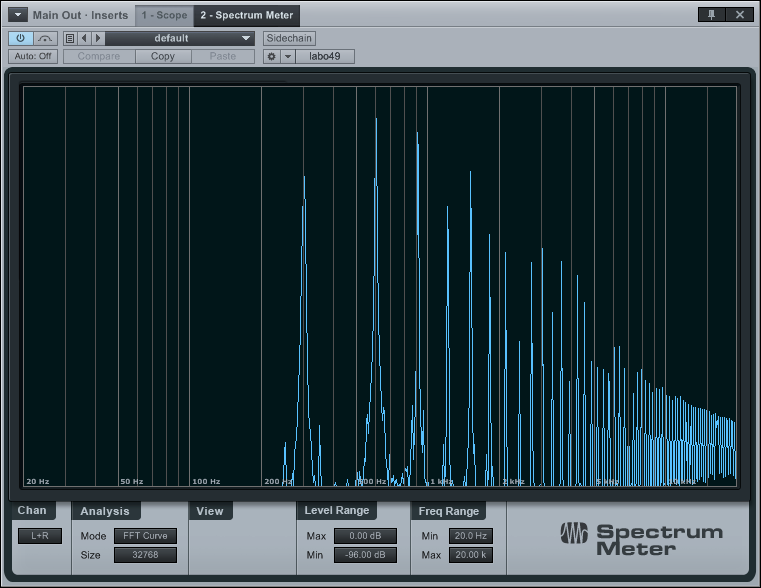 Main Out · Inserts 1 - Scope 2 - Spectrum Meter
default Sidechain
Auto: Off Compare Copy Paste labo49
20 Hz 50 Hz 100 Hz 200 Hz 500 Hz 1 kHz 2 kHz 5 kHz 10 kHz
Chan Analysis View Level Range Freq Range
L+R Mode FFT Curve Max 0.00 dB Min 20.0 Hz
Size 32768 Min -96.00 dB Max 20.00 k
Spectrum
Meter